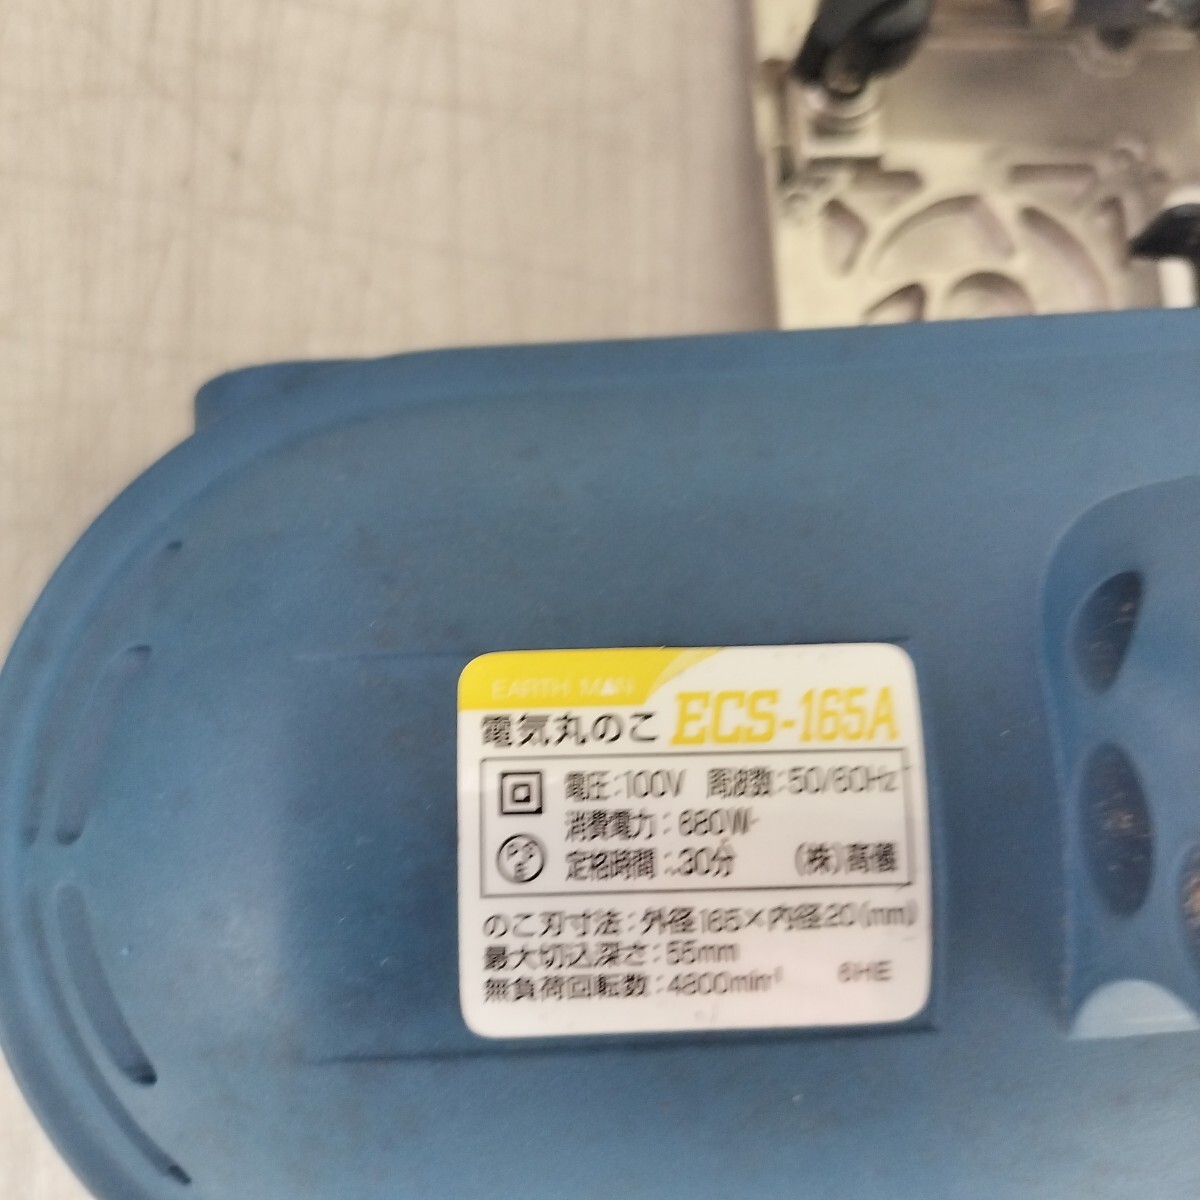 EARTH MAN
電気丸のこ ECS-165A
電圧:100V 周波数:50/60Hz
消費電力:680W
定格時間:30分 (株)高儀
のこ刃寸法:外径165×内径20(mm)
最大切込深さ:55mm
無負荷回転数:4800min⁻¹ 6HE